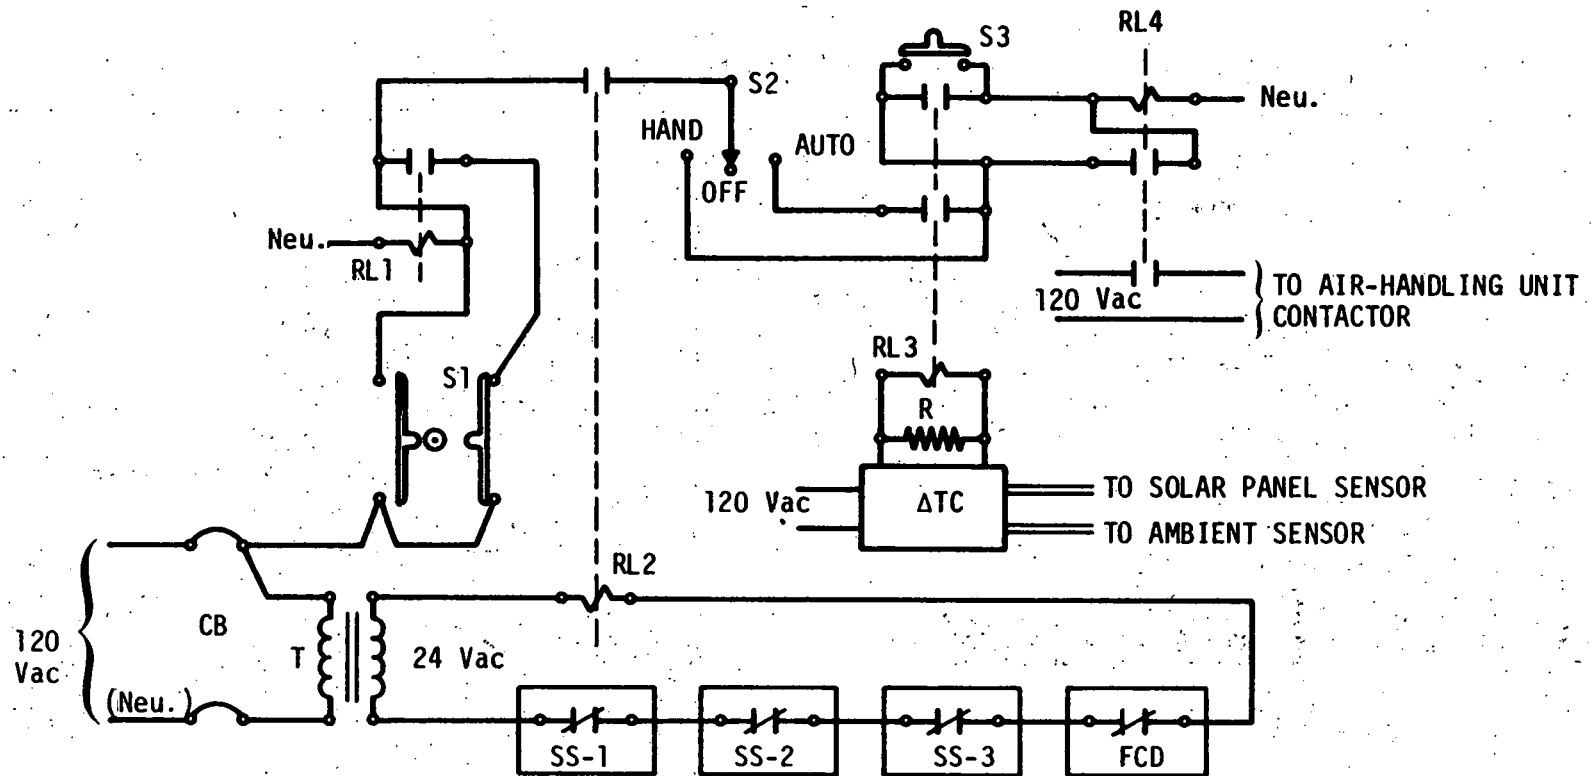 RL4
S3
S2
Neu.
HAND
AUTO
OFF
Neu.
RL1
120 Vac
TO AIR-HANDLING UNIT
CONTACTOR
RL3
S1
R
120 Vac
ΔTC
TO SOLAR PANEL SENSOR
TO AMBIENT SENSOR
RL2
CB
120
Vac
T
24 Vac
(Neu.)
SS-1
SS-2
SS-3
FCD